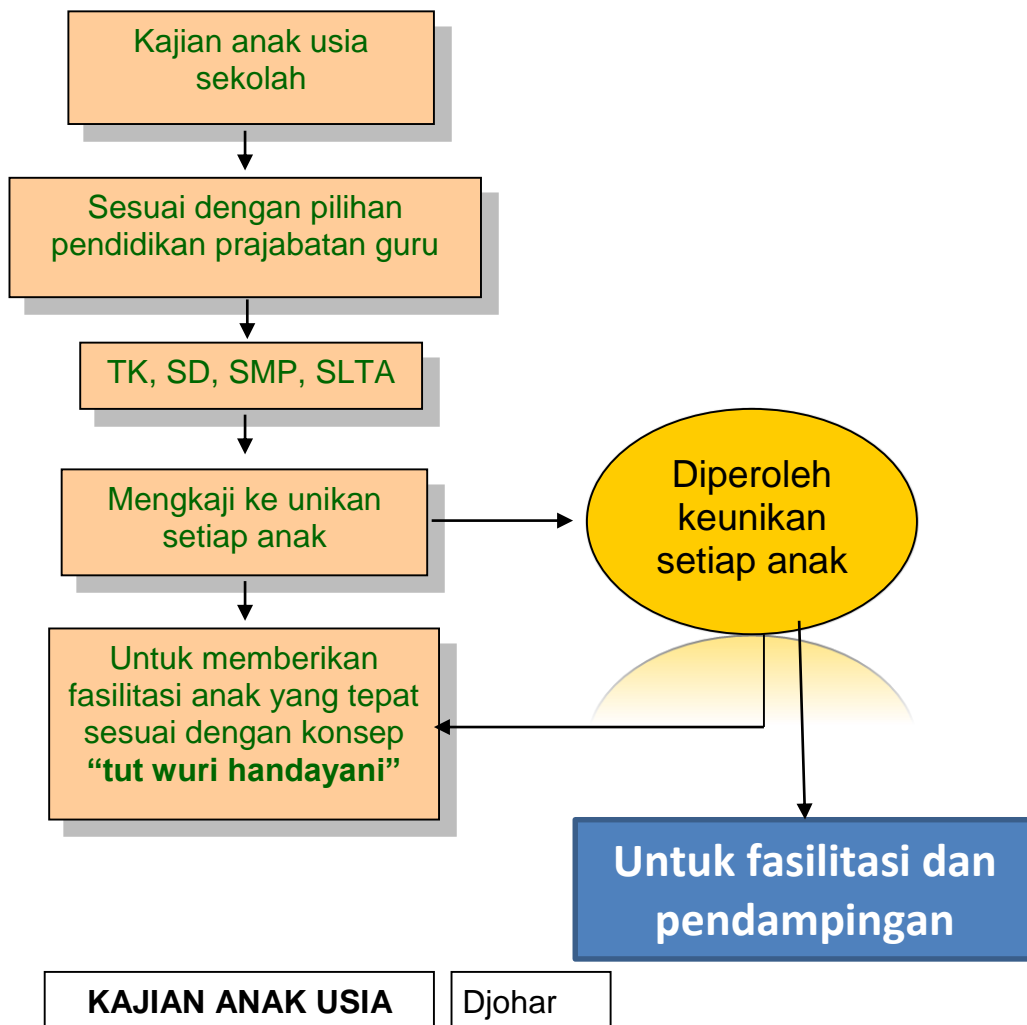 Kajian anak usia
sekolah
Sesuai dengan pilihan
pendidikan prajabatan guru
TK, SD, SMP, SLTA
Mengkaji ke unikan
setiap anak
Diperoleh
keunikan
setiap anak
Untuk memberikan
fasilitasi anak yang tepat
sesuai dengan konsep
“tut wuri handayani”
Untuk fasilitasi dan
pendampingan
KAJIAN ANAK USIA
Djohar